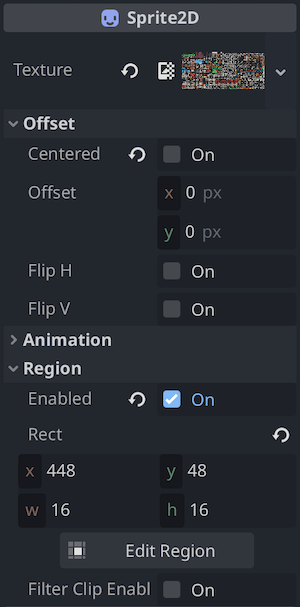 Sprite2D
Texture
Offset
Centered On
Offset x 0 px
y 0 px
Flip H On
Flip V On
Animation
Region
Enabled On
Rect
x 448 y 48
w 16 h 16
Edit Region
Filter Clip Enabl On